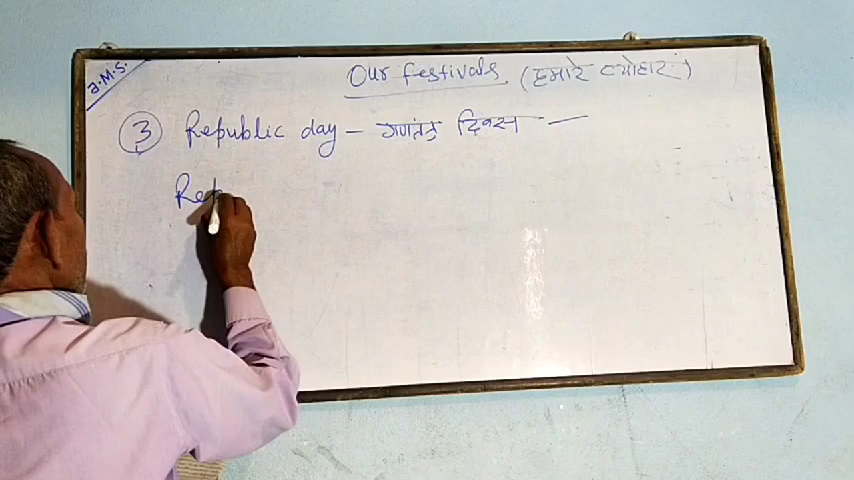 a.M.S.
Our festivals (हमारे त्योहार)
3 Republic day — गणतंत्र दिवस —
Rep